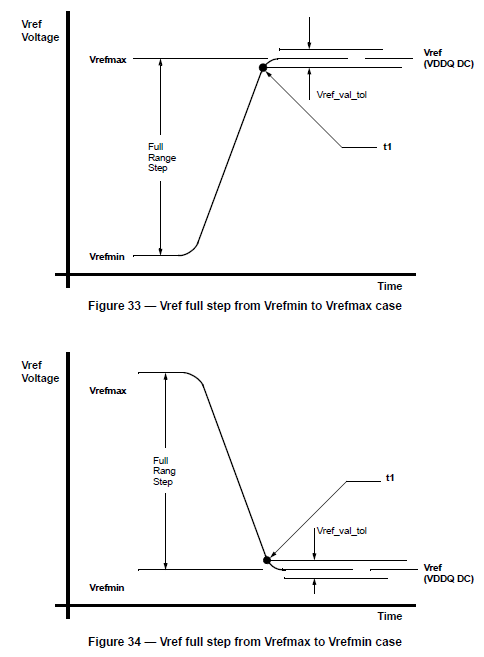 Vref
Voltage
Vrefmax
Vref
(VDDQ DC)
Vref_val_tol
Full
Range
Step
t1
Vrefmin
Time
Figure 33 — Vref full step from Vrefmin to Vrefmax case
Vref
Voltage
Vrefmax
Full
Rang
Step
t1
Vref_val_tol
Vref
(VDDQ DC)
Vrefmin
Time
Figure 34 — Vref full step from Vrefmax to Vrefmin case